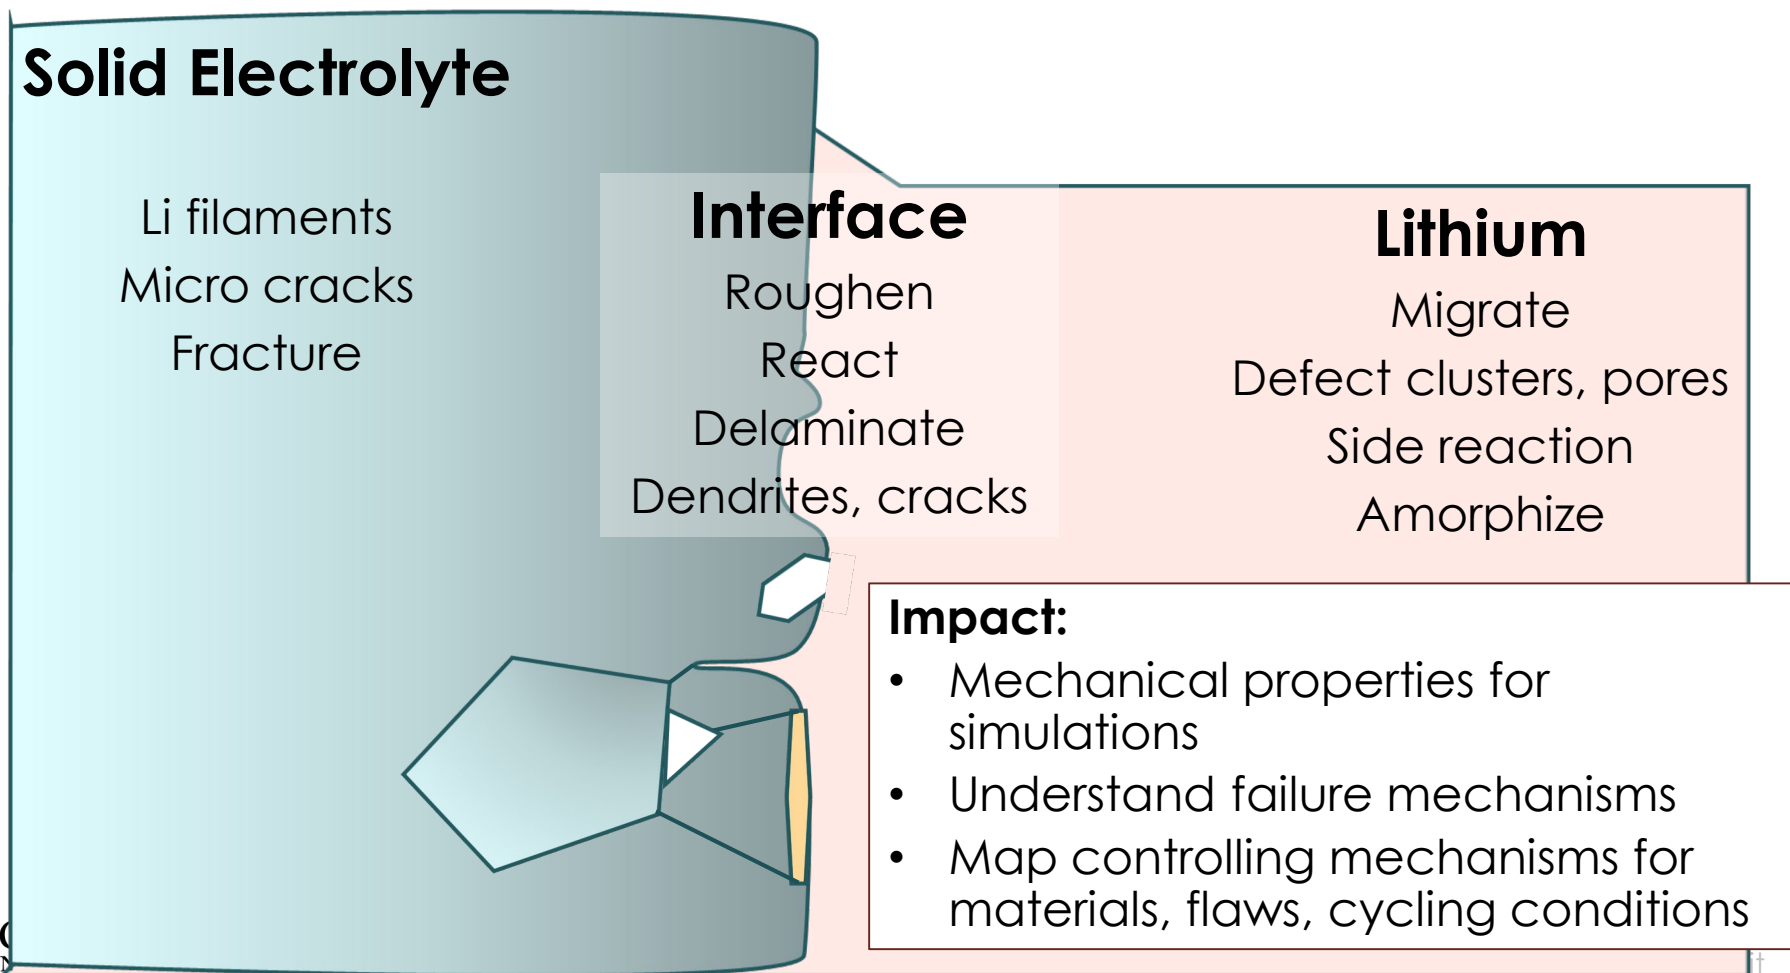 Solid Electrolyte
Li filaments
Micro cracks
Fracture
Interface
Roughen
React
Delaminate
Dendrites, cracks
Lithium
Migrate
Defect clusters, pores
Side reaction
Amorphize
Impact:
• Mechanical properties for
simulations
• Understand failure mechanisms
• Map controlling mechanisms for
materials, flaws, cycling conditions